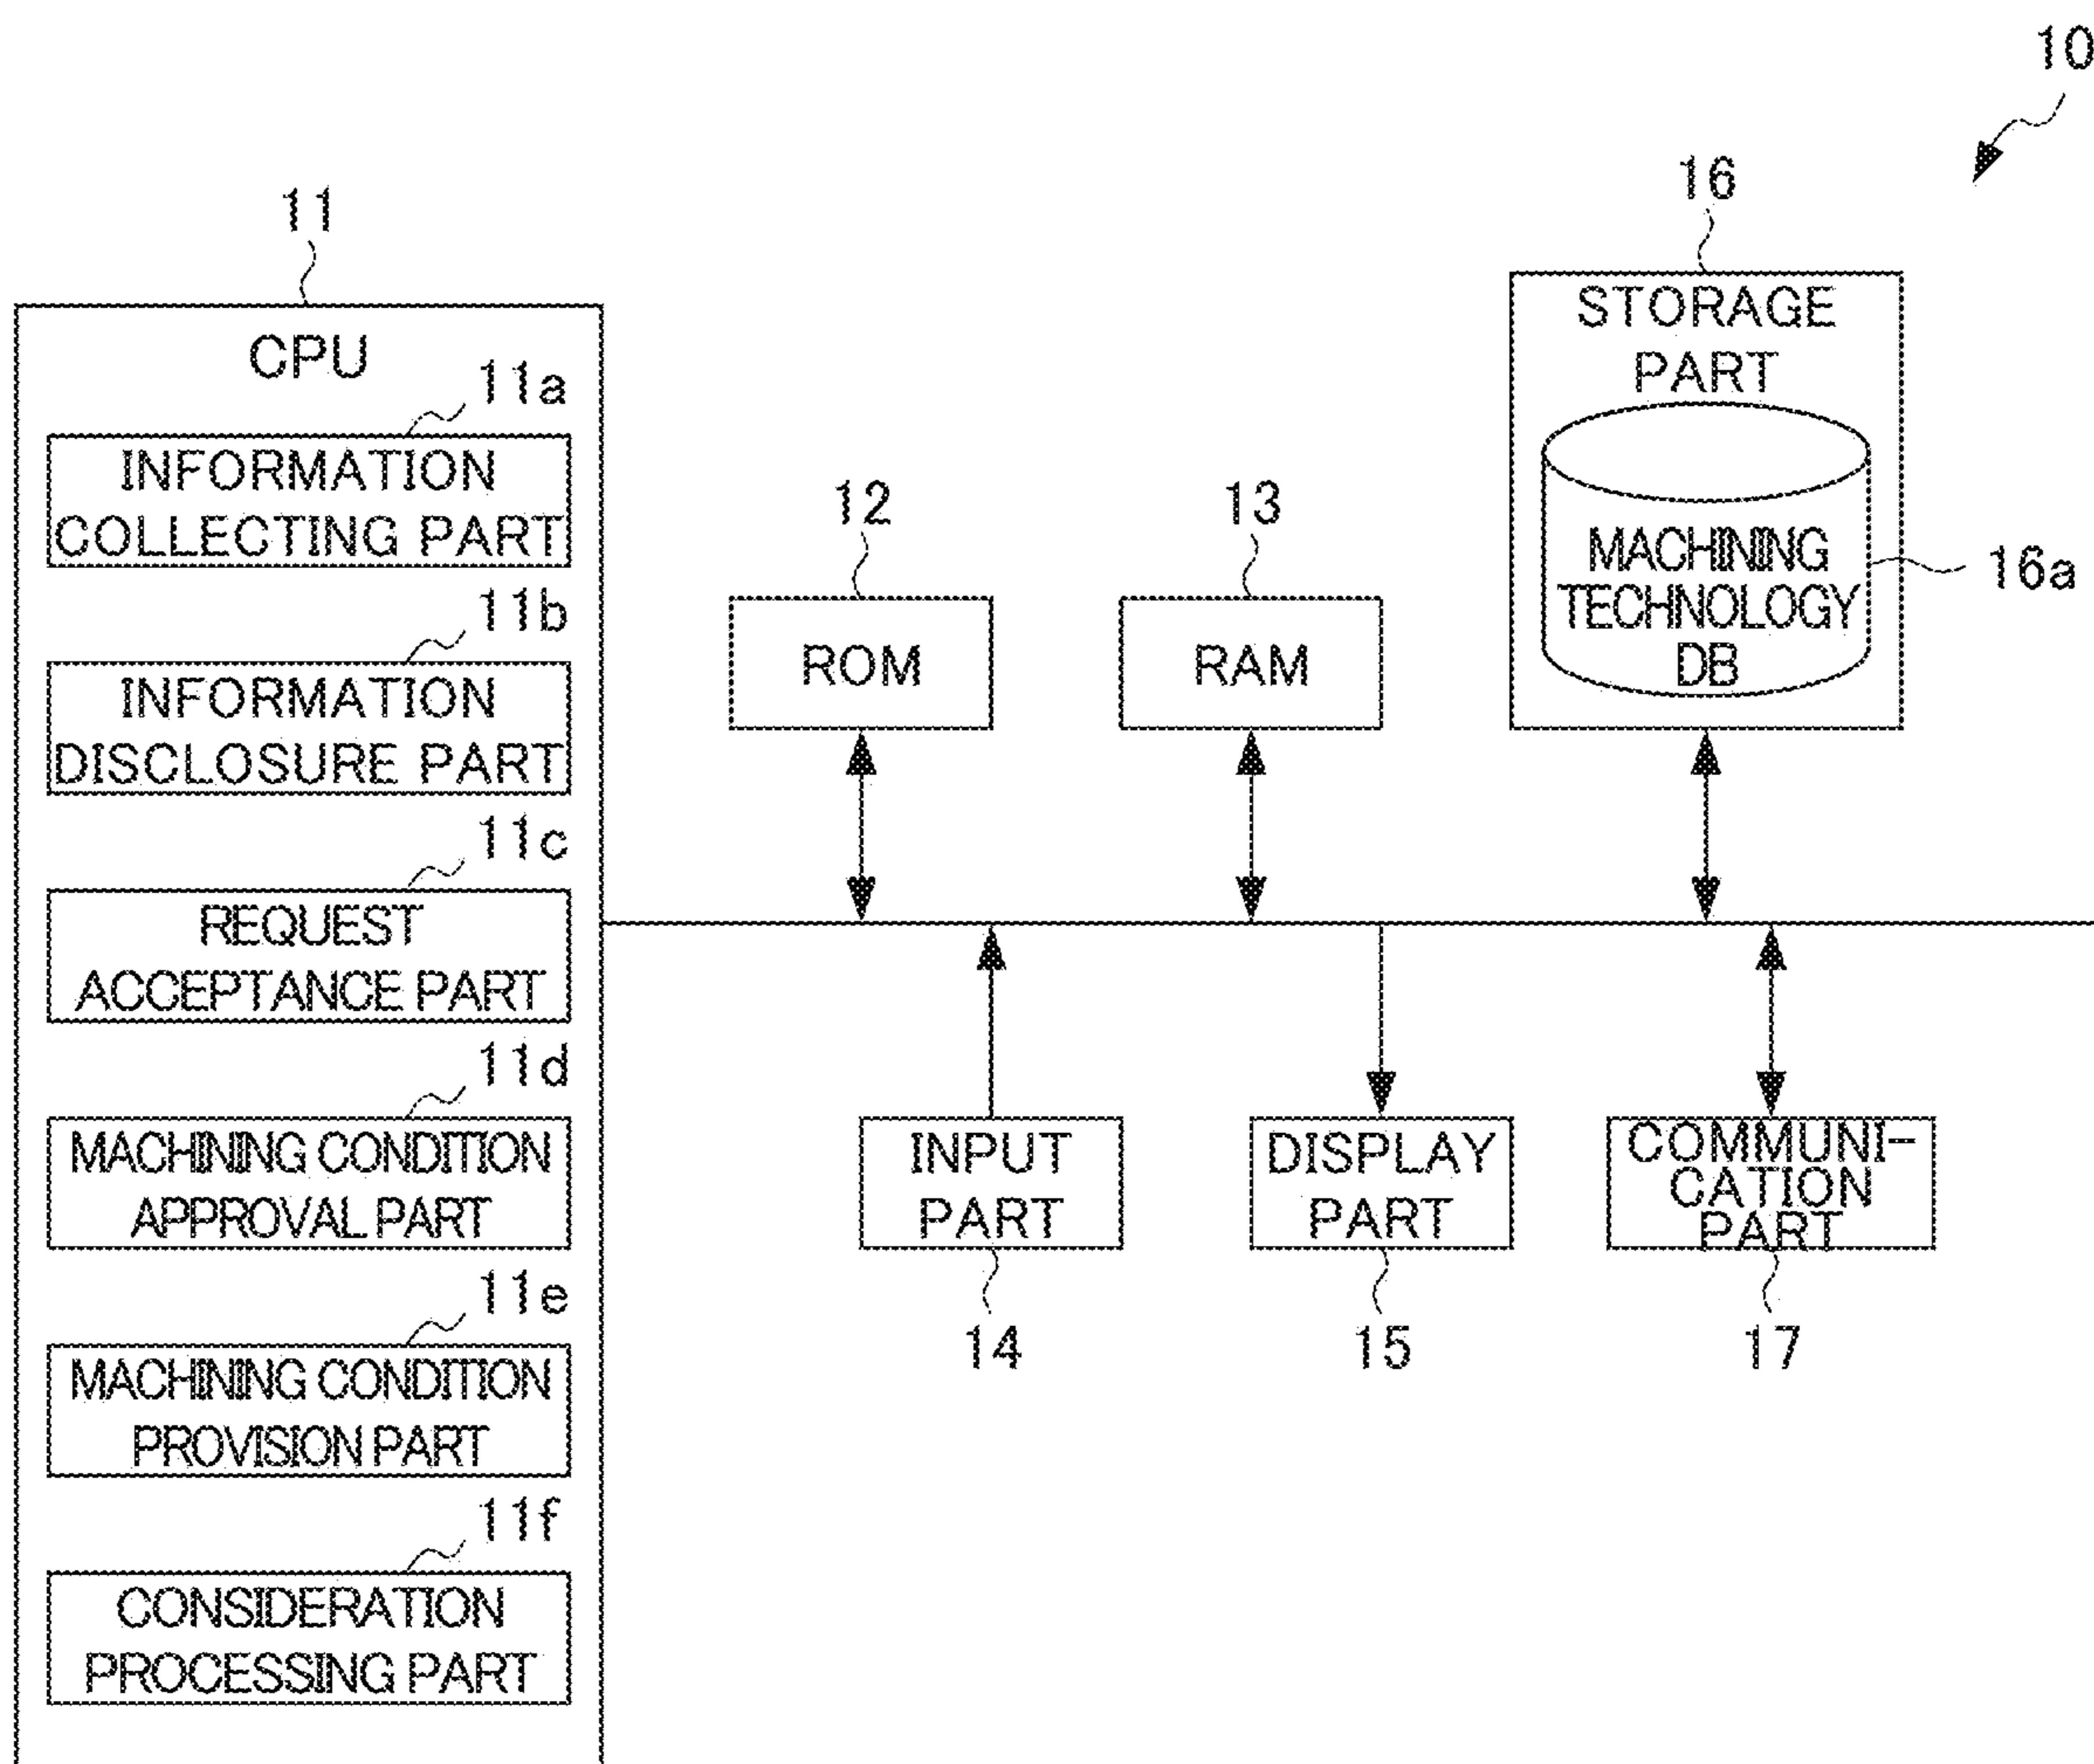 10
11
CPU
11a
INFORMATION
COLLECTING PART
11b
INFORMATION
DISCLOSURE PART
11c
REQUEST
ACCEPTANCE PART
11d
MACHINING CONDITION
APPROVAL PART
11e
MACHINING CONDITION
PROVISION PART
11f
CONSIDERATION
PROCESSING PART
12
ROM
13
RAM
16
STORAGE
PART
MACHINING
TECHNOLOGY
DB
16a
INPUT
PART
14
DISPLAY
PART
15
COMMUNI-
CATION
PART
17